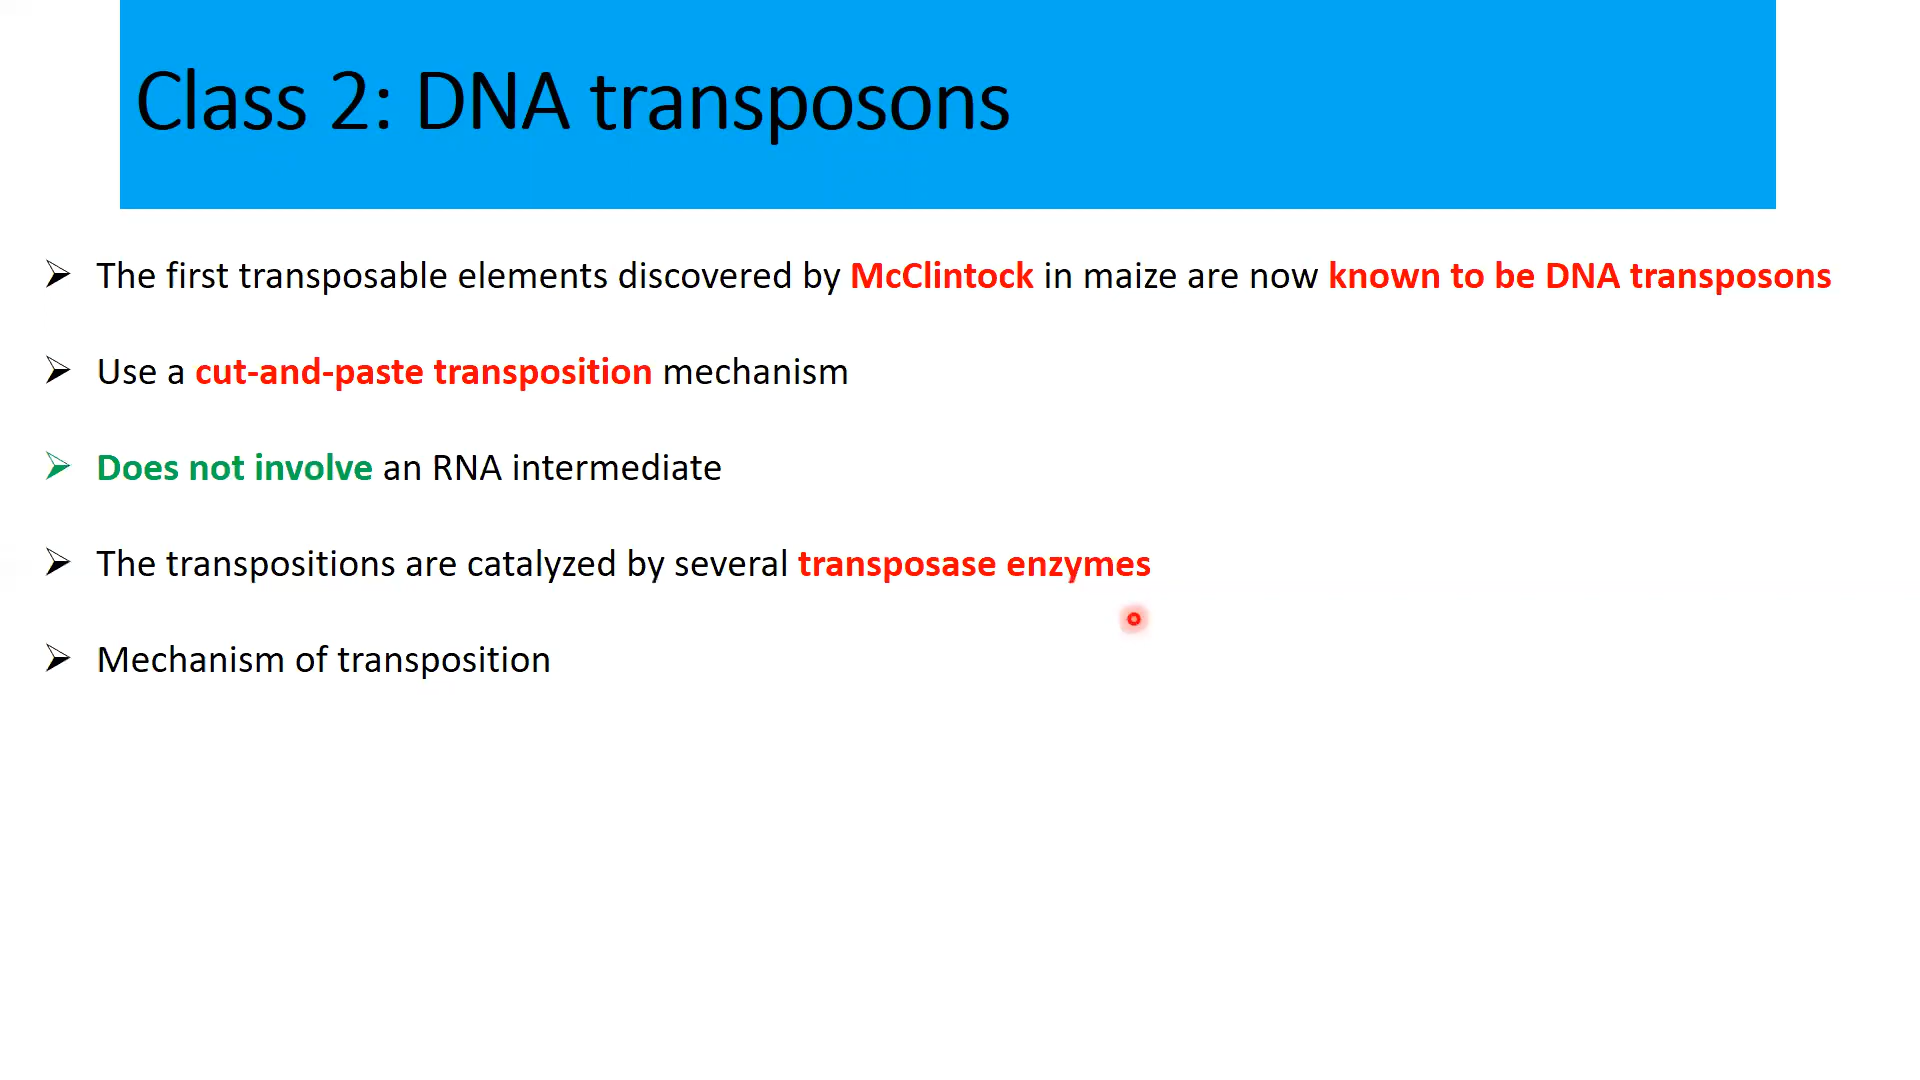 Class 2: DNA transposons
➢ The first transposable elements discovered by McClintock in maize are now known to be DNA transposons
➢ Use a cut-and-paste transposition mechanism
➢ Does not involve an RNA intermediate
➢ The transpositions are catalyzed by several transposase enzymes
➢ Mechanism of transposition